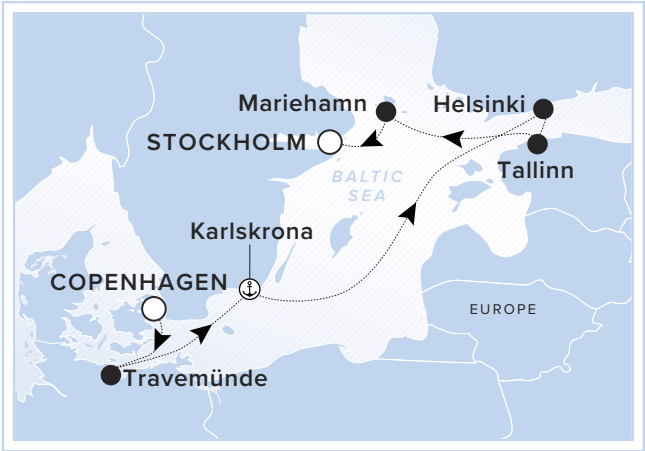 Mariehamn
Helsinki
STOCKHOLM
Tallinn
BALTIC
SEA
Karlskrona
COPENHAGEN
EUROPE
Travemünde